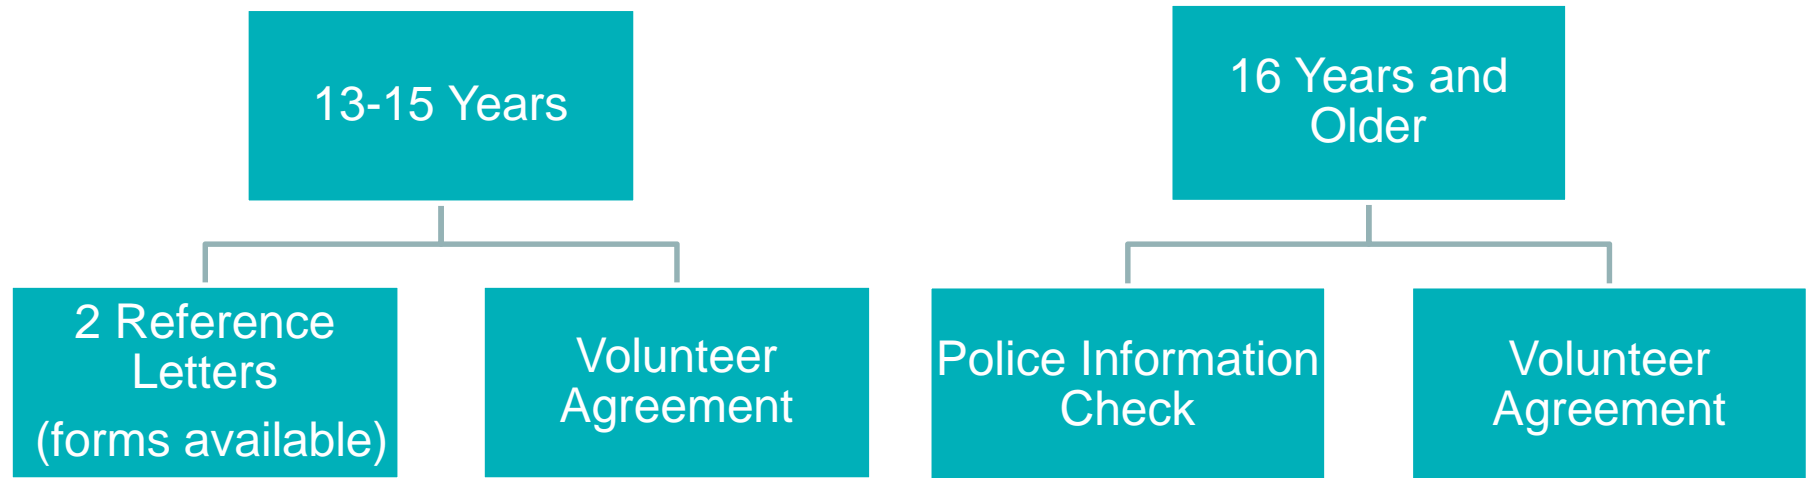 13-15 Years
16 Years and
Older
2 Reference
Letters
(forms available)
Volunteer
Agreement
Police Information
Check
Volunteer
Agreement